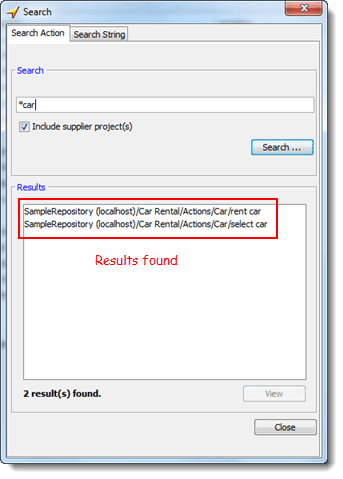 Search
Search Action Search String
Search
*car
Include supplier project(s)
Search ...
Results
SampleRepository (localhost)/Car Rental/Actions/Car/rent car
SampleRepository (localhost)/Car Rental/Actions/Car/select car
Results found
2 result(s) found.
View
Close